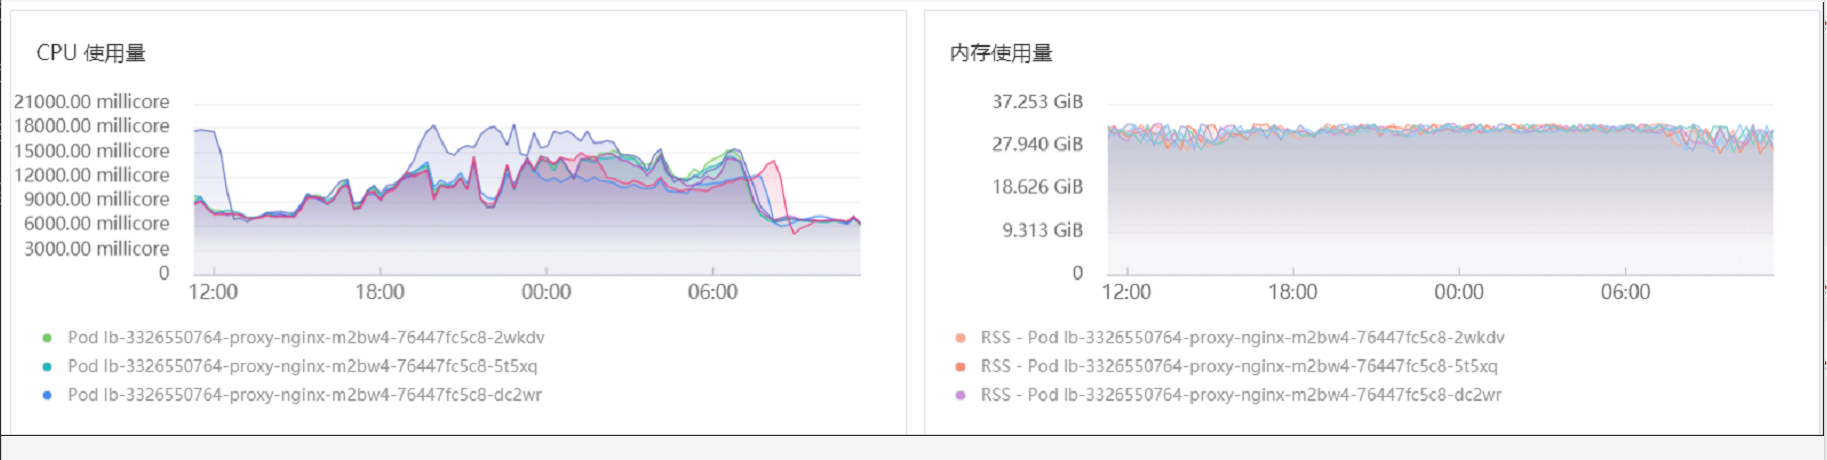 CPU 使用量
21000.00 millicore
18000.00 millicore
15000.00 millicore
12000.00 millicore
9000.00 millicore
6000.00 millicore
3000.00 millicore
0
12:00 18:00 00:00 06:00
Pod lb-3326550764-proxy-nginx-m2bw4-76447fc5c8-2wkdv
Pod lb-3326550764-proxy-nginx-m2bw4-76447fc5c8-5t5xq
Pod lb-3326550764-proxy-nginx-m2bw4-76447fc5c8-dc2wr
内存使用量
37.253 GiB
27.940 GiB
18.626 GiB
9.313 GiB
0
12:00 18:00 00:00 06:00
RSS - Pod lb-3326550764-proxy-nginx-m2bw4-76447fc5c8-2wkdv
RSS - Pod lb-3326550764-proxy-nginx-m2bw4-76447fc5c8-5t5xq
RSS - Pod lb-3326550764-proxy-nginx-m2bw4-76447fc5c8-dc2wr